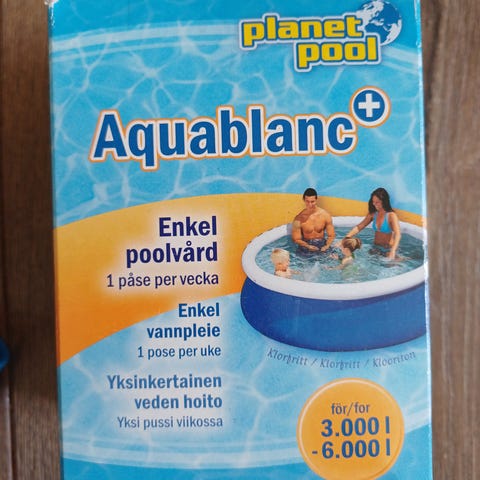 planet
pool
Aquablanc+
Enkel
poolvård
1 påse per vecka
Enkel
vannpleie
1 pose per uke
Klorfritt / Klorfritt / Klooriton
Yksinkertainen
veden hoito
Yksi pussi viikossa
för/for
3.000 l
- 6.000 l